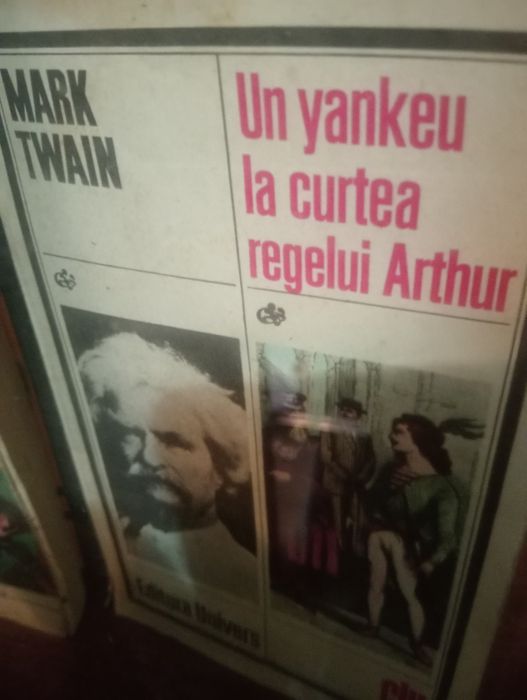 MARK
TWAIN
Un yankeu
la curtea
regelui Arthur
Editura Univers